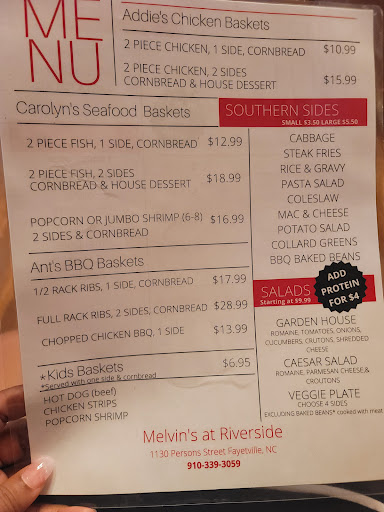 MENU
Addie's Chicken Baskets
2 PIECE CHICKEN, 1 SIDE, CORNBREAD $10.99
2 PIECE CHICKEN, 2 SIDES
CORNBREAD & HOUSE DESSERT $15.99
Carolyn's Seafood Baskets
2 PIECE FISH, 1 SIDE, CORNBREAD $12.99
2 PIECE FISH, 2 SIDES
CORNBREAD & HOUSE DESSERT $18.99
POPCORN OR JUMBO SHRIMP (6-8) $16.99
2 SIDES & CORNBREAD
Ant's BBQ Baskets
1/2 RACK RIBS, 1 SIDE, CORNBREAD $17.99
FULL RACK RIBS, 2 SIDES, CORNBREAD $28.99
CHOPPED CHICKEN BBQ, 1 SIDE $13.99
*Kids Baskets $6.95
*Served with one side & cornbread
HOT DOG (beef)
CHICKEN STRIPS
POPCORN SHRIMP
SOUTHERN SIDES
SMALL $3.50 LARGE $5.50
CABBAGE
STEAK FRIES
RICE & GRAVY
PASTA SALAD
COLESLAW
MAC & CHEESE
POTATO SALAD
COLLARD GREENS
BBQ BAKED BEANS
SALADS
Starting at $9.99
ADD
PROTEIN
FOR $4
GARDEN HOUSE
ROMAINE, TOMATOES, ONIONS,
CUCUMBERS, CRUTONS, SHREDDED
CHEESE
CAESAR SALAD
ROMAINE, PARMESAN CHEESE &
CROUTONS
VEGGIE PLATE
CHOOSE 4 SIDES
EXCLUDING BAKED BEANS* cooked with meat
Melvin's at Riverside
1130 Persons Street Fayetville, NC
910-339-3059